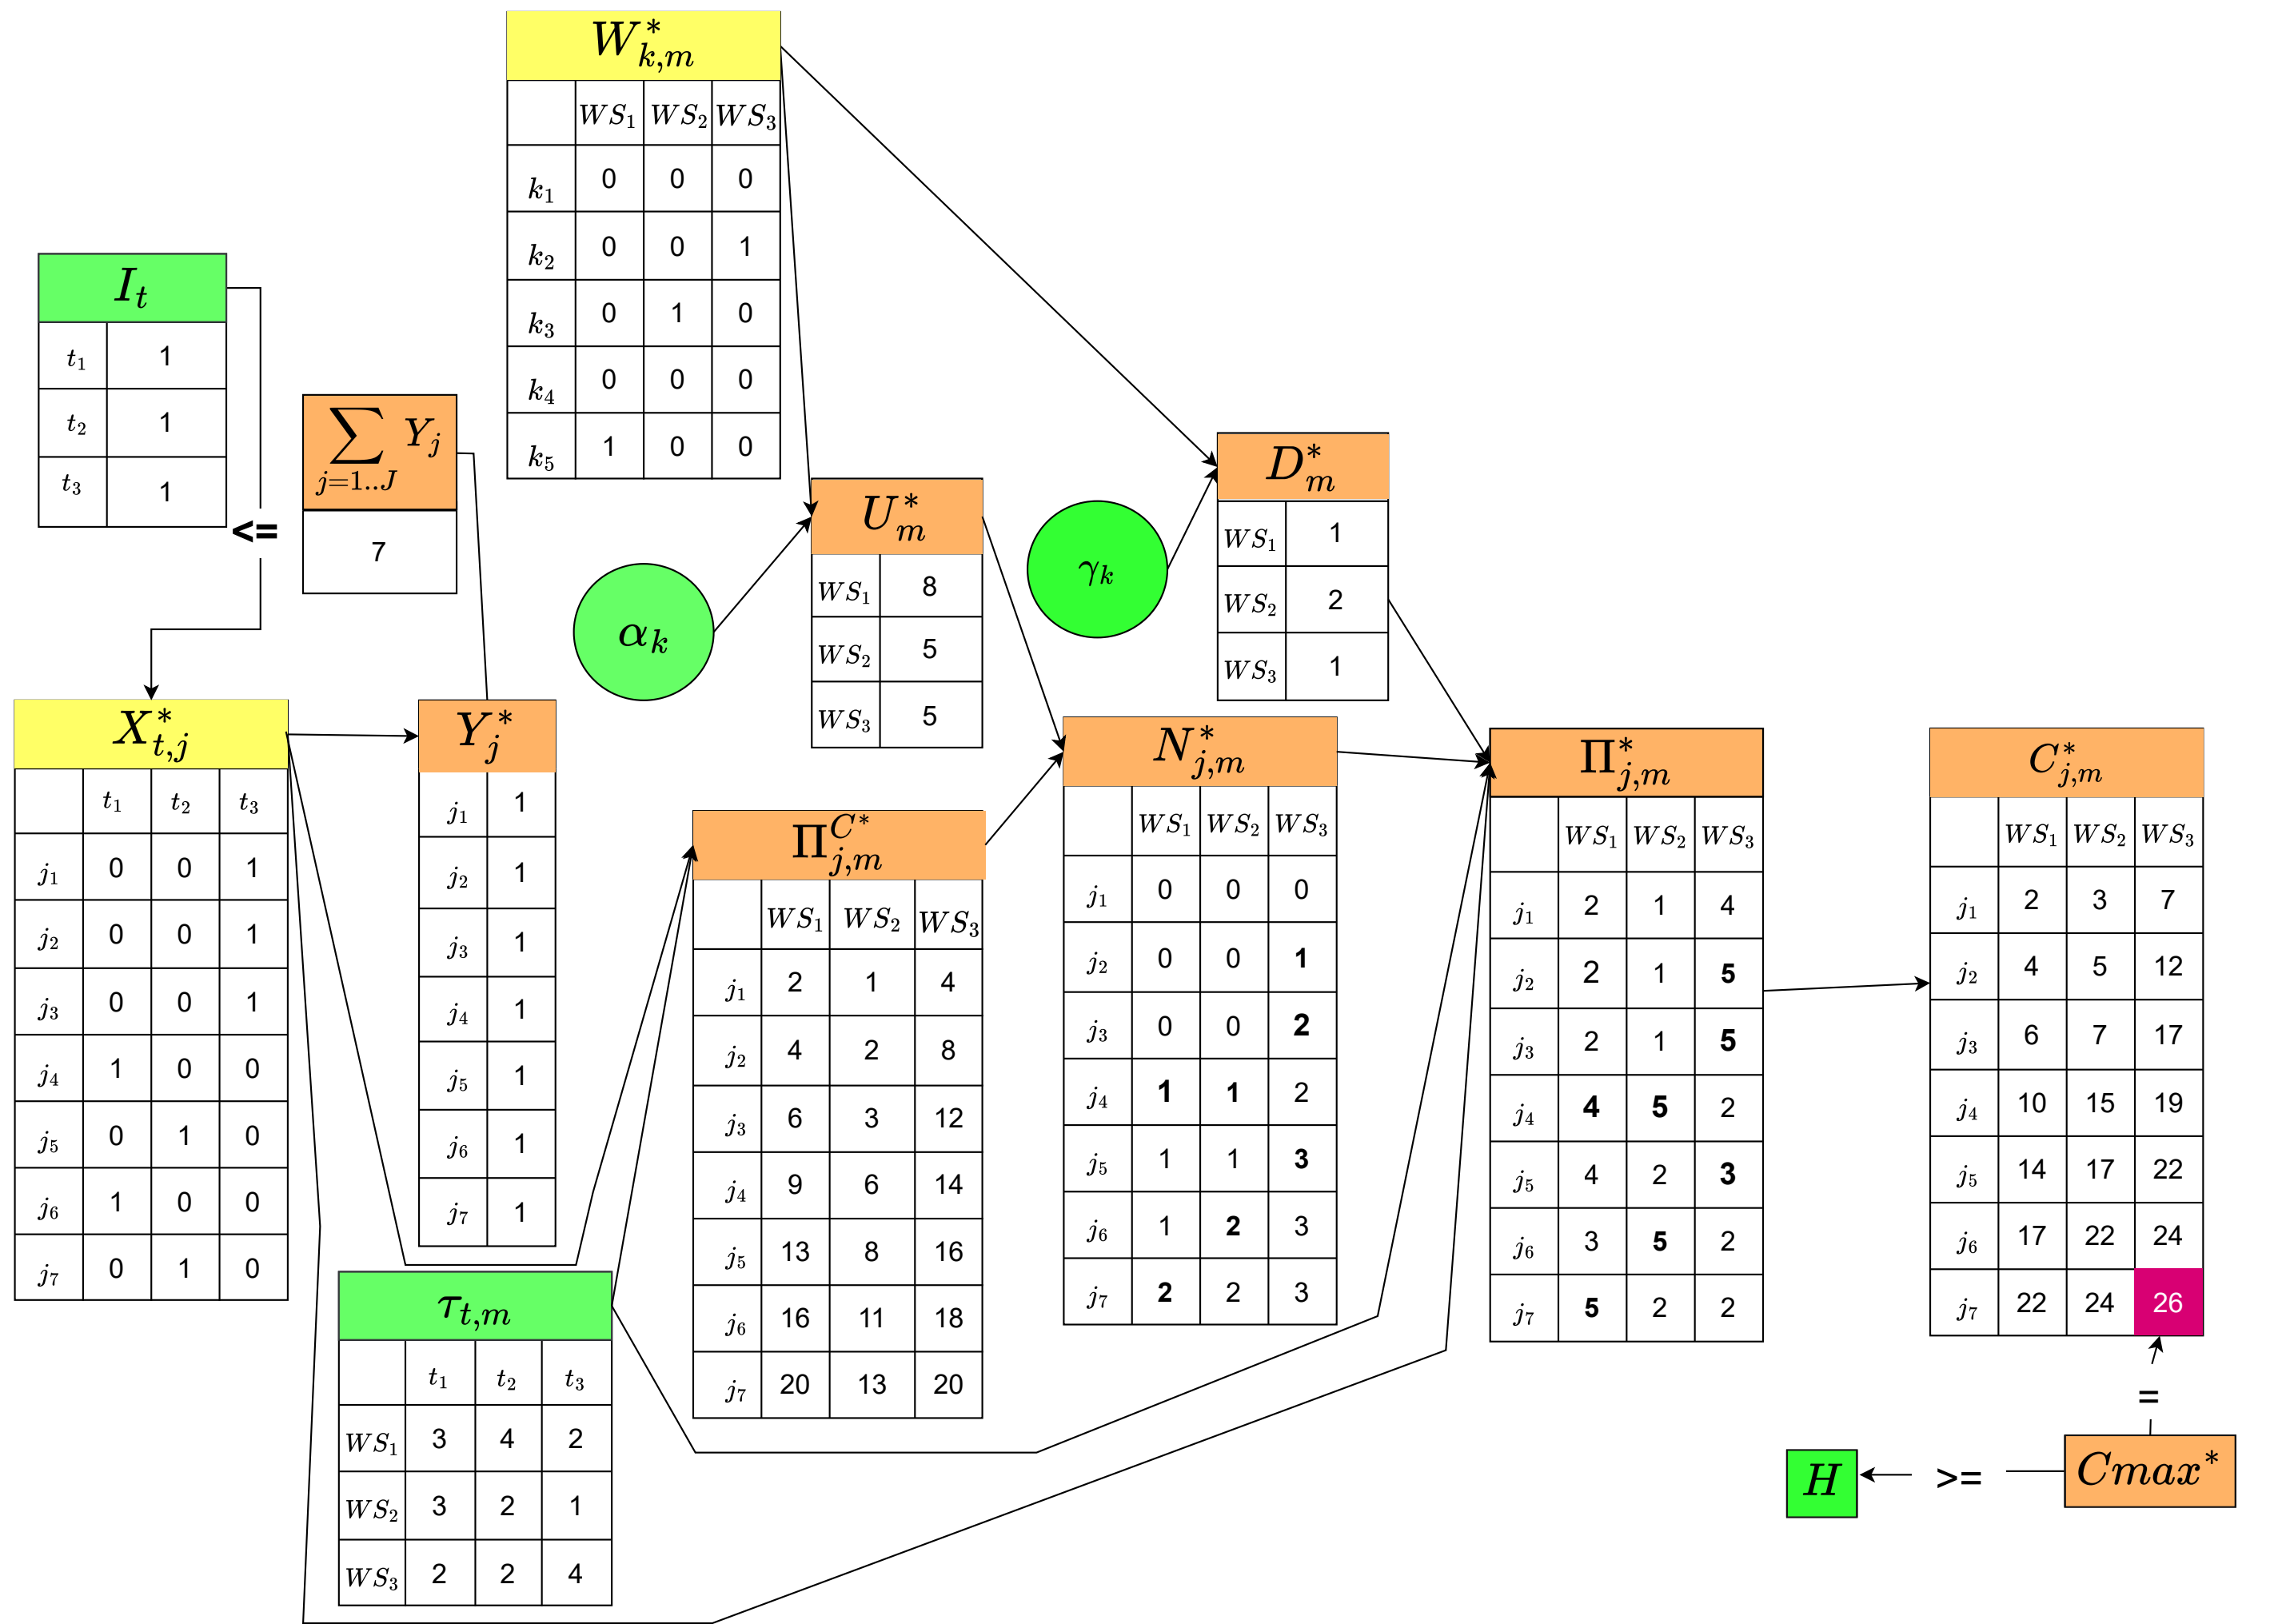 W*k,m
WS1 WS2 WS3
k1 0 0 0
k2 0 0 1
k3 0 1 0
k4 0 0 0
k5 1 0 0
It
t1 1
t2 1
t3 1
<=
∑ Yj
j=1..J
7
αk
U*m
WS1 8
WS2 5
WS3 5
γk
D*m
WS1 1
WS2 2
WS3 1
X*t,j
t1 t2 t3
j1 0 0 1
j2 0 0 1
j3 0 0 1
j4 1 0 0
j5 0 1 0
j6 1 0 0
j7 0 1 0
Y*j
j1 1
j2 1
j3 1
j4 1
j5 1
j6 1
j7 1
τt,m
t1 t2 t3
WS1 3 4 2
WS2 3 2 1
WS3 2 2 4
ΠC*j,m
WS1 WS2 WS3
j1 2 1 4
j2 4 2 8
j3 6 3 12
j4 9 6 14
j5 13 8 16
j6 16 11 18
j7 20 13 20
N*j,m
WS1 WS2 WS3
j1 0 0 0
j2 0 0 1
j3 0 0 2
j4 1 1 2
j5 1 1 3
j6 1 2 3
j7 2 2 3
Π*j,m
WS1 WS2 WS3
j1 2 1 4
j2 2 1 5
j3 2 1 5
j4 4 5 2
j5 4 2 3
j6 3 5 2
j7 5 2 2
C*j,m
WS1 WS2 WS3
j1 2 3 7
j2 4 5 12
j3 6 7 17
j4 10 15 19
j5 14 17 22
j6 17 22 24
j7 22 24 26
=
H >= Cmax*